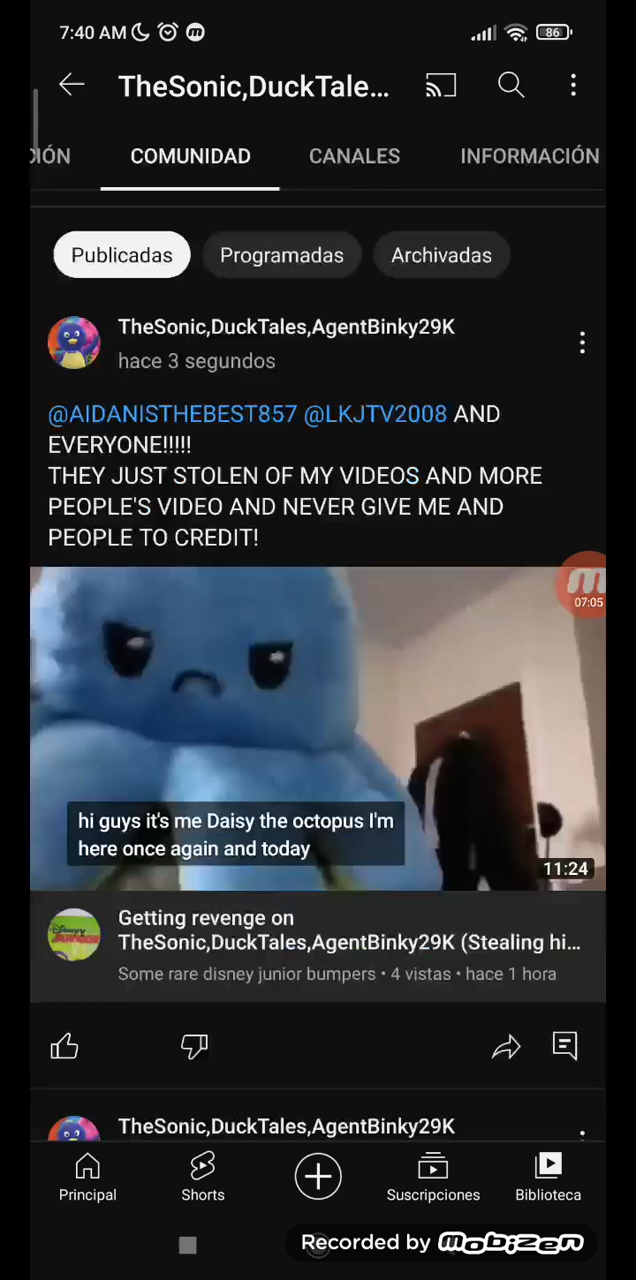 7:40 AM
86
TheSonic,DuckTale...
IÓN
COMUNIDAD
CANALES
INFORMACIÓN
Publicadas
Programadas
Archivadas
TheSonic,DuckTales,AgentBinky29K
hace 3 segundos
@AIDANISTHEBEST857 @LKJTV2008 AND
EVERYONE!!!!!
THEY JUST STOLEN OF MY VIDEOS AND MORE
PEOPLE'S VIDEO AND NEVER GIVE ME AND
PEOPLE TO CREDIT!
07:05
hi guys it's me Daisy the octopus I'm
here once again and today
11:24
Getting revenge on
TheSonic,DuckTales,AgentBinky29K (Stealing hi...
Some rare disney junior bumpers • 4 vistas • hace 1 hora
TheSonic,DuckTales,AgentBinky29K
Principal
Shorts
Suscripciones
Biblioteca
Recorded by mobizen